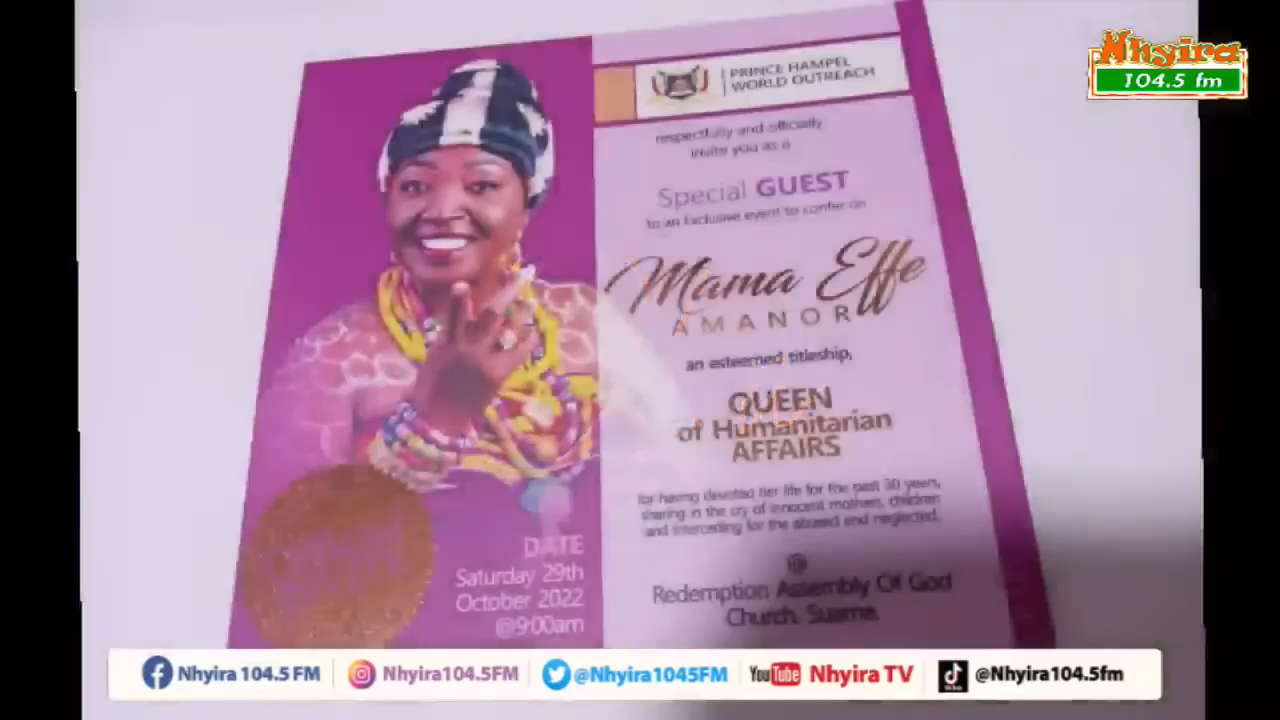 Nhyira
104.5 fm
PRINCE HAMPEL
WORLD OUTREACH
respectfully and officially
invite you as a
Special GUEST
to an Exclusive event to confer on
Mama Effe
AMANOR
an esteemed titleship,
QUEEN
of Humanitarian
AFFAIRS
for having devoted her life for the past 30 years,
sharing in the cry of innocent mothers, children
and interceding for the abused and neglected.
@
Redemption Assembly Of God
Church, Suame.
DATE
Saturday 29th
October 2022
@9:00am
Nhyira 104.5 FM
Nhyira104.5FM
@Nhyira1045FM
YouTube Nhyira TV
@Nhyira104.5fm